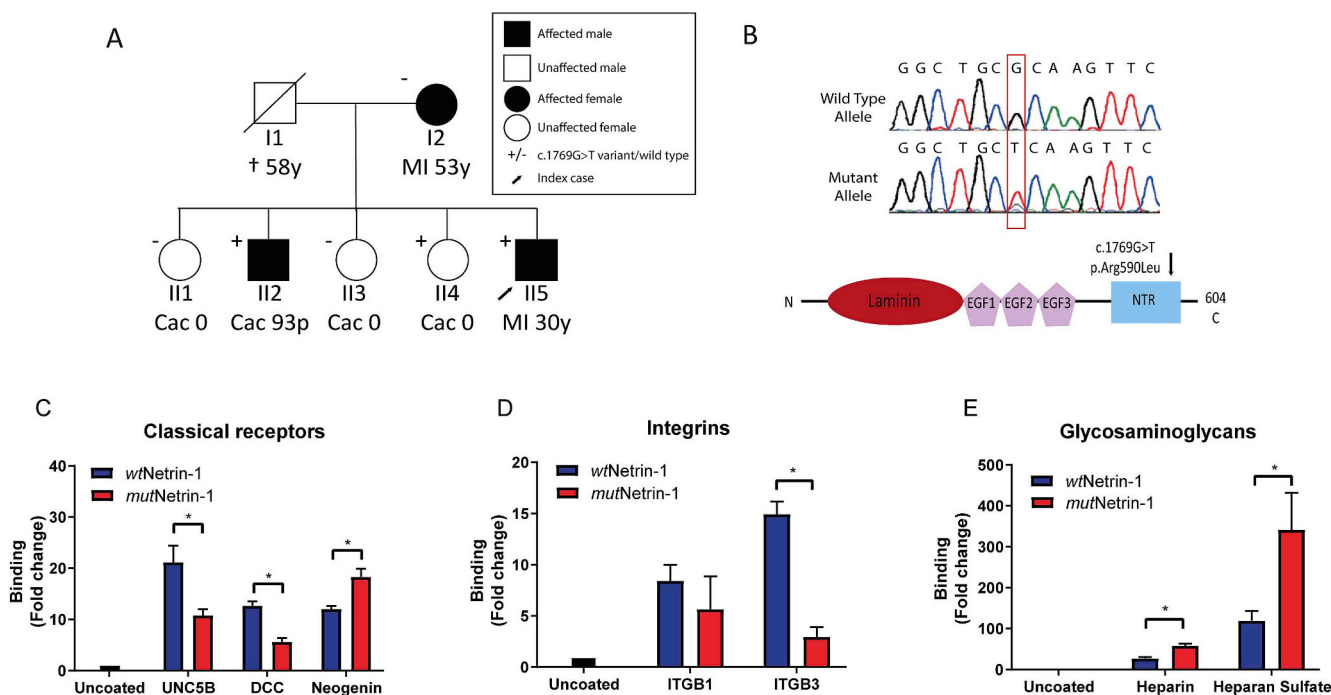 A
I1
† 58y
-
I2
MI 53y
Affected male
Unaffected male
Affected female
Unaffected female
+/- c.1769G>T variant/wild type
Index case
-
II1
Cac 0
+
II2
Cac 93p
-
II3
Cac 0
+
II4
Cac 0
+
II5
MI 30y
B
G G C T G C G C A A G T T C
Wild Type
Allele
G G C T G C T C A A G T T C
Mutant
Allele
c.1769G>T
p.Arg590Leu
N
Laminin
EGF1
EGF2
EGF3
NTR
604
C
C
Classical receptors
Binding
(Fold change)
40
30
20
10
0
wtNetrin-1
mutNetrin-1
*
*
*
Uncoated
UNC5B
DCC
Neogenin
D
Integrins
Binding
(Fold change)
20
15
10
5
0
wtNetrin-1
mutNetrin-1
*
Uncoated
ITGB1
ITGB3
E
Glycosaminoglycans
Binding
(Fold change)
500
400
300
200
100
0
wtNetrin-1
mutNetrin-1
*
*
Uncoated
Heparin
Heparan Sulfate